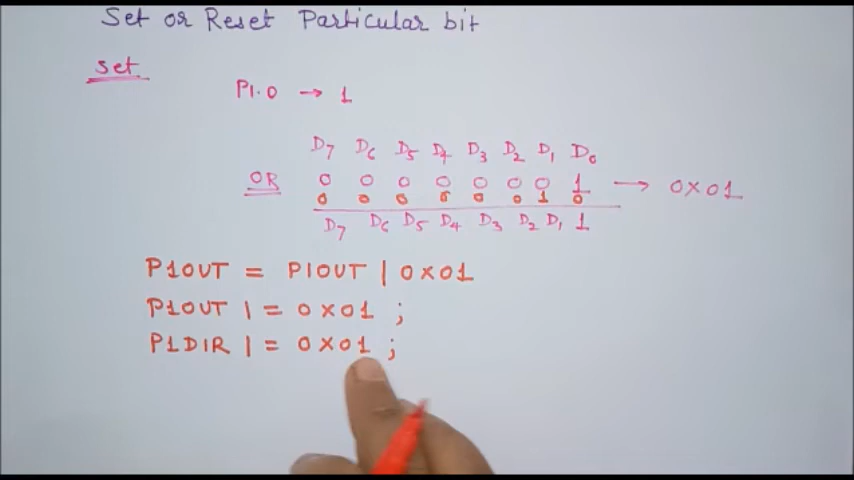 Set or Reset Particular bit
Set
P1.0 → 1
D7 D6 D5 D4 D3 D2 D1 D0
OR 0 0 0 0 0 0 0 1 → 0x01
0 0 0 0 0 0 1 0
D7 D6 D5 D4 D3 D2 D1 1
P1OUT = P1OUT | 0x01
P1OUT |= 0x01 ;
P1DIR |= 0x01 ;